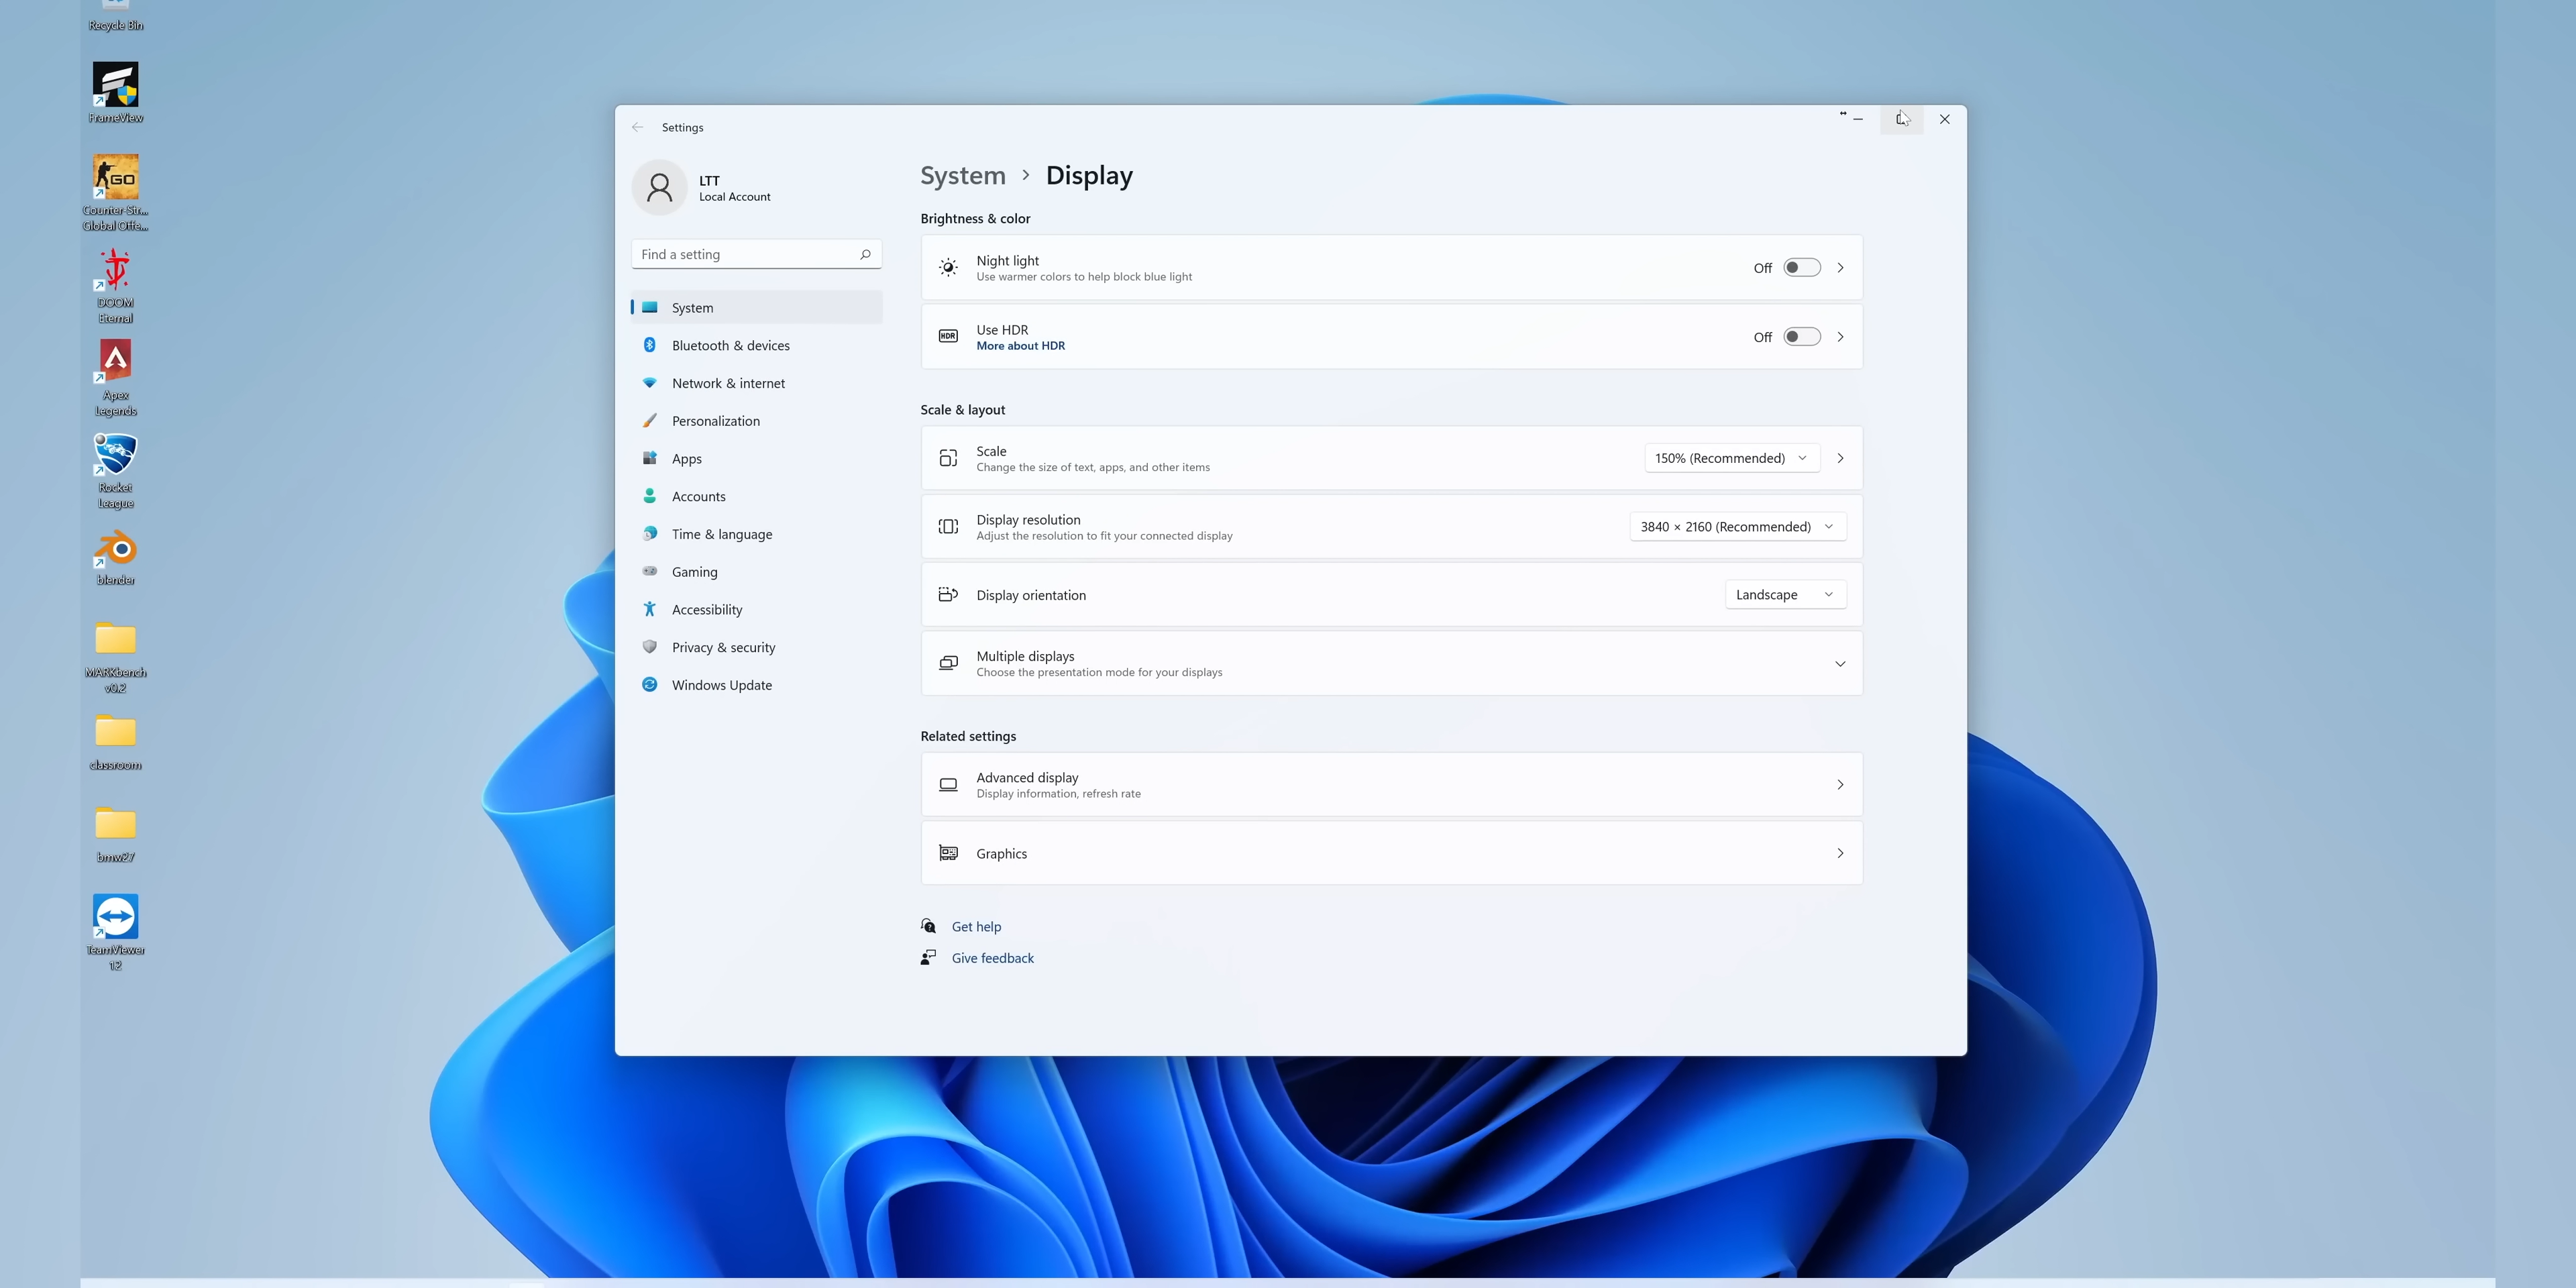 Recycle Bin
FrameView
GO
Counter-Str...
Global Offe...
DOOM
Eternal
Apex
Legends
Rocket
League
blender
MARKbench
v0.2
classroom
bmw27
TeamViewer
12
Settings
LTT
Local Account
Find a setting
System
Bluetooth & devices
Network & internet
Personalization
Apps
Accounts
Time & language
Gaming
Accessibility
Privacy & security
Windows Update
System > Display
Brightness & color
Night light
Use warmer colors to help block blue light
Off
HDR
Use HDR
More about HDR
Off
Scale & layout
Scale
Change the size of text, apps, and other items
150% (Recommended)
Display resolution
Adjust the resolution to fit your connected display
3840 × 2160 (Recommended)
Display orientation
Landscape
Multiple displays
Choose the presentation mode for your displays
Related settings
Advanced display
Display information, refresh rate
Graphics
Get help
Give feedback